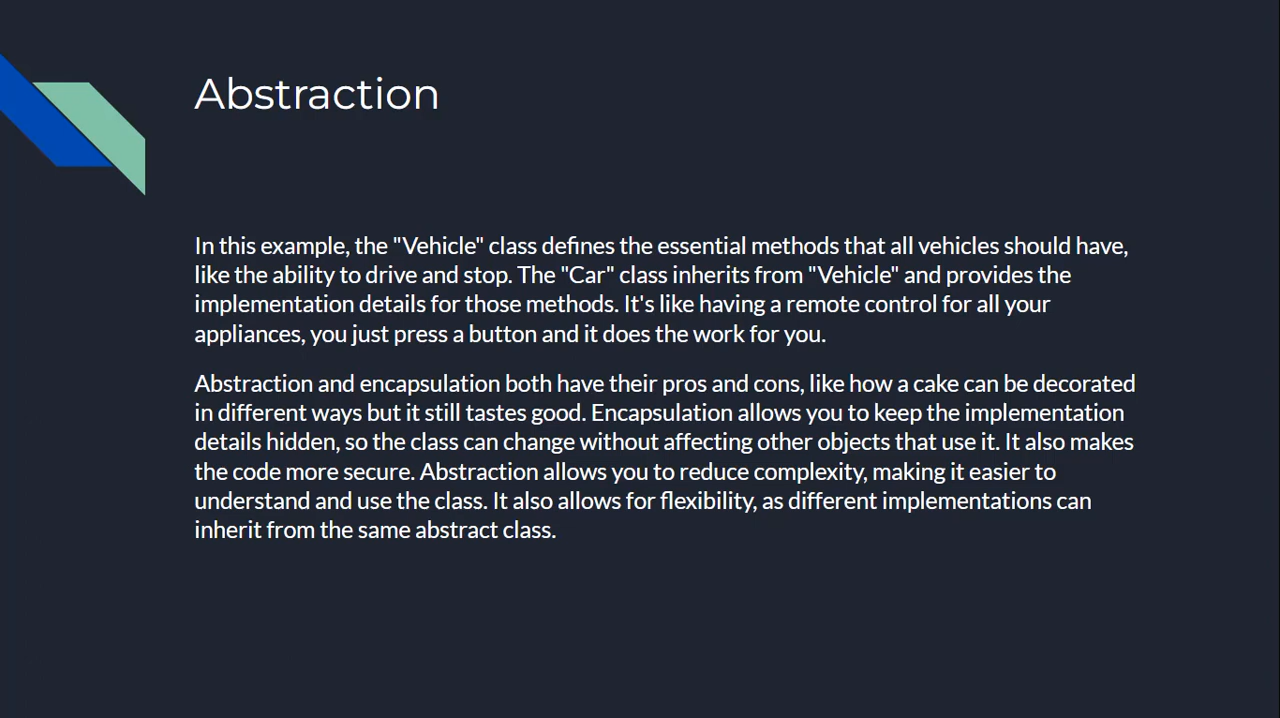 Abstraction
In this example, the "Vehicle" class defines the essential methods that all vehicles should have,
like the ability to drive and stop. The "Car" class inherits from "Vehicle" and provides the
implementation details for those methods. It's like having a remote control for all your
appliances, you just press a button and it does the work for you.
Abstraction and encapsulation both have their pros and cons, like how a cake can be decorated
in different ways but it still tastes good. Encapsulation allows you to keep the implementation
details hidden, so the class can change without affecting other objects that use it. It also makes
the code more secure. Abstraction allows you to reduce complexity, making it easier to
understand and use the class. It also allows for flexibility, as different implementations can
inherit from the same abstract class.